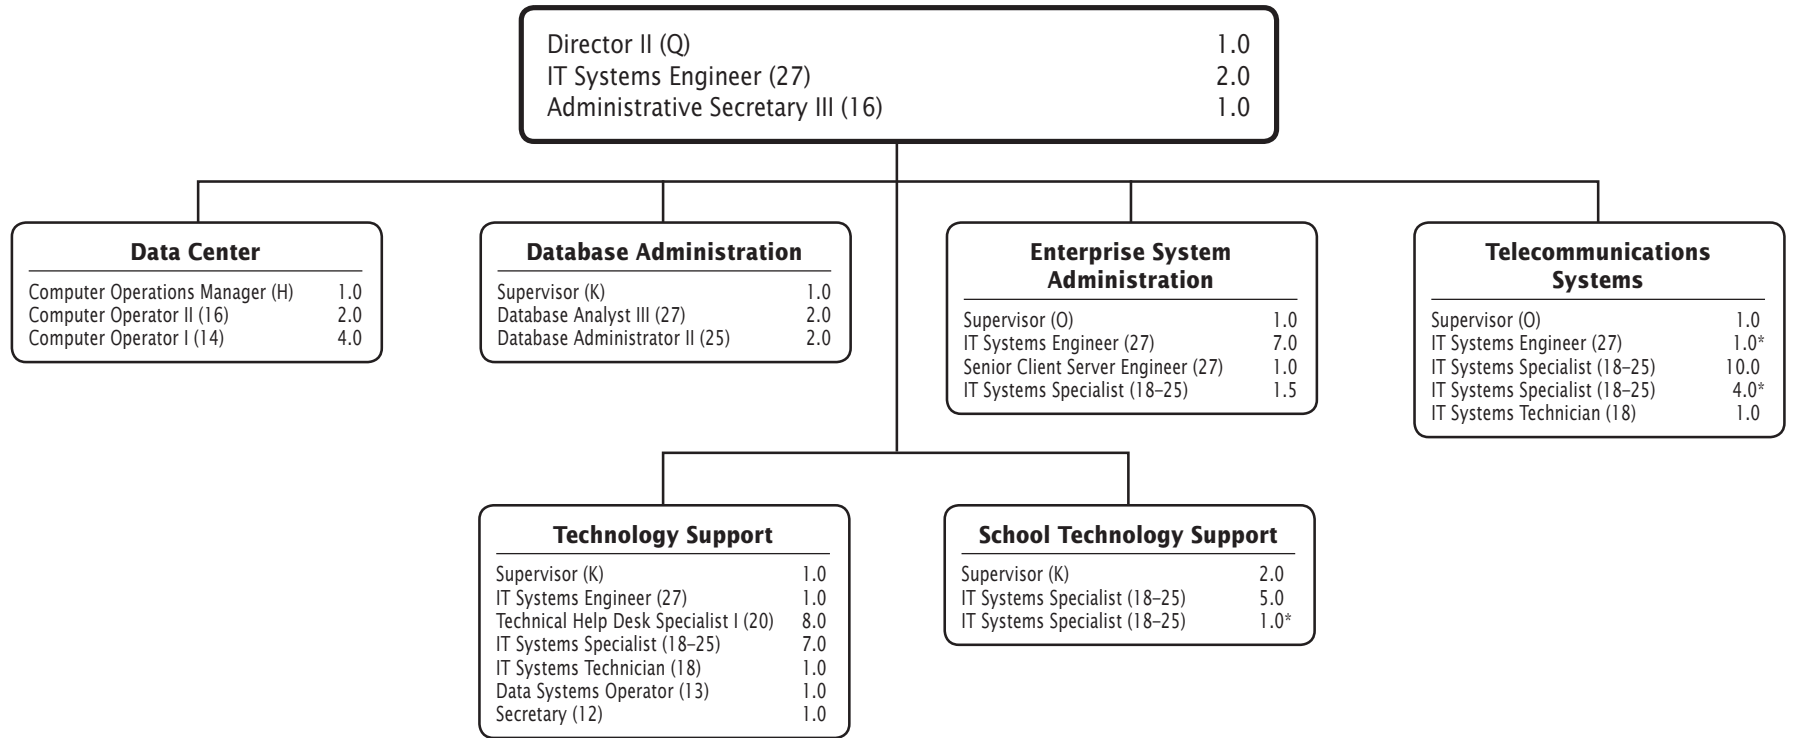 Director II (Q) 1.0
IT Systems Engineer (27) 2.0
Administrative Secretary III (16) 1.0
Data Center
Computer Operations Manager (H) 1.0
Computer Operator II (16) 2.0
Computer Operator I (14) 4.0
Database Administration
Supervisor (K) 1.0
Database Analyst III (27) 2.0
Database Administrator II (25) 2.0
Enterprise System
Administration
Supervisor (O) 1.0
IT Systems Engineer (27) 7.0
Senior Client Server Engineer (27) 1.0
IT Systems Specialist (18–25) 1.5
Telecommunications
Systems
Supervisor (O) 1.0
IT Systems Engineer (27) 1.0*
IT Systems Specialist (18–25) 10.0
IT Systems Specialist (18–25) 4.0*
IT Systems Technician (18) 1.0
Technology Support
Supervisor (K) 1.0
IT Systems Engineer (27) 1.0
Technical Help Desk Specialist I (20) 8.0
IT Systems Specialist (18–25) 7.0
IT Systems Technician (18) 1.0
Data Systems Operator (13) 1.0
Secretary (12) 1.0
School Technology Support
Supervisor (K) 2.0
IT Systems Specialist (18–25) 5.0
IT Systems Specialist (18–25) 1.0*